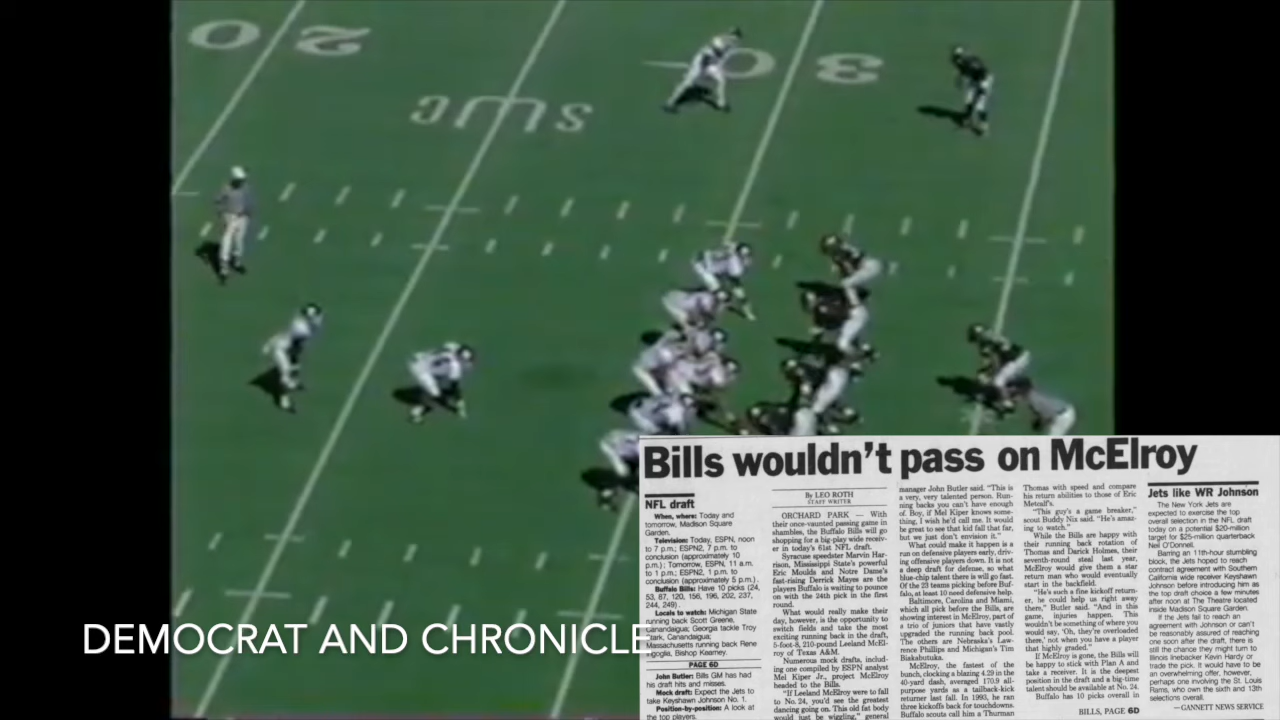 20
30
SWC
DEMOCRAT AND CHRONICLE
Bills wouldn't pass on McElroy
NFL draft
When, where: Today and
tomorrow, Madison Square
Garden.
Television: Today, ESPN, noon
to 7 p.m.; ESPN2, 7 p.m. to
conclusion (approximately 10
p.m.); Tomorrow, ESPN, 11 a.m.
to 1 p.m.; ESPN2, 1 p.m. to
conclusion (approximately 5 p.m.).
Buffalo Bills: Have 10 picks (24,
53, 87, 120, 156, 196, 202, 237,
244, 249).
Locals to watch: Michigan State
running back Scott Greene,
Canandaigua; Georgia tackle Troy
Stark, Canandaigua;
Massachusetts running back Rene
Ingoglia, Bishop Kearney.
PAGE 6D
John Butler: Bills GM has had
his draft hits and misses.
Mock draft: Expect the Jets to
take Keyshawn Johnson No. 1.
Position-by-position: A look at
the top players.
By LEO ROTH
STAFF WRITER
ORCHARD PARK — With
their once-vaunted passing game in
shambles, the Buffalo Bills will go
shopping for a big-play wide receiv-
er in today's 61st NFL draft.
Syracuse speedster Marvin Har-
rison, Mississippi State's powerful
Eric Moulds and Notre Dame's
fast-rising Derrick Mayes are the
players Buffalo is waiting to pounce
on with the 24th pick in the first
round.
What would really make their
day, however, is the opportunity to
switch fields and take the most
exciting running back in the draft,
5-foot-8, 210-pound Leeland McEl-
roy of Texas A&M.
Numerous mock drafts, includ-
ing one compiled by ESPN analyst
Mel Kiper Jr., project McElroy
headed to the Bills.
"If Leeland McElroy were to fall
to No. 24, you'd see the greatest
dancing going on. This old fat body
would just be wiggling," general
manager John Butler said. "This is
a very, very talented person. Run-
ning backs you can't have enough
of. Boy, if Mel Kiper knows some-
thing, I wish he'd call me. It would
be great to see that kid fall that far,
but we just don't envision it."
What could make it happen is a
run on defensive players early, driv-
ing offensive players down. It is not
a deep draft for defense, so what
blue-chip talent there is will go fast.
Of the 23 teams picking before Buf-
falo, at least 10 need defensive help.
Baltimore, Carolina and Miami,
which all pick before the Bills, are
showing interest in McElroy, part of
a trio of juniors that have vastly
upgraded the running back pool.
The others are Nebraska's Law-
rence Phillips and Michigan's Tim
Biakabutuka.
McElroy, the fastest of the
bunch, clocking a blazing 4.29 in the
40-yard dash, averaged 170.9 all-
purpose yards as a tailback-kick
returner last fall. In 1993, he ran
three kickoffs back for touchdowns.
Buffalo scouts call him a Thurman
Thomas with speed and compare
his return abilities to those of Eric
Metcalf's.
"This guy's a game breaker,"
scout Buddy Nix said. "He's amaz-
ing to watch."
While the Bills are happy with
their running back rotation of
Thomas and Darick Holmes, their
seventh-round steal last year,
McElroy would give them a star
return man who would eventually
start in the backfield.
"He's such a fine kickoff return-
er, he could help us right away
there," Butler said. "And in this
game, injuries happen. This
wouldn't be something of where you
would say, 'Oh, they're overloaded
there,' not when you have a player
that highly graded."
If McElroy is gone, the Bills will
be happy to stick with Plan A and
take a receiver. It is the deepest
position in the draft and a big-time
talent should be available at No. 24.
Buffalo has 10 picks overall in
BILLS, PAGE 6D
Jets like WR Johnson
The New York Jets are
expected to exercise the top
overall selection in the NFL draft
today on a potential $20-million
target for $25-million quarterback
Neil O'Donnell.
Barring an 11th-hour stumbling
block, the Jets hoped to reach
contract agreement with Southern
California wide receiver Keyshawn
Johnson before introducing him as
the top draft choice a few minutes
after noon at The Theatre located
inside Madison Square Garden.
If the Jets fail to reach an
agreement with Johnson or can't
be reasonably assured of reaching
one soon after the draft, there is
still the chance they might turn to
Illinois linebacker Kevin Hardy or
trade the pick. It would have to be
an overwhelming offer, however,
perhaps one involving the St. Louis
Rams, who own the sixth and 13th
selections overall.
— GANNETT NEWS SERVICE